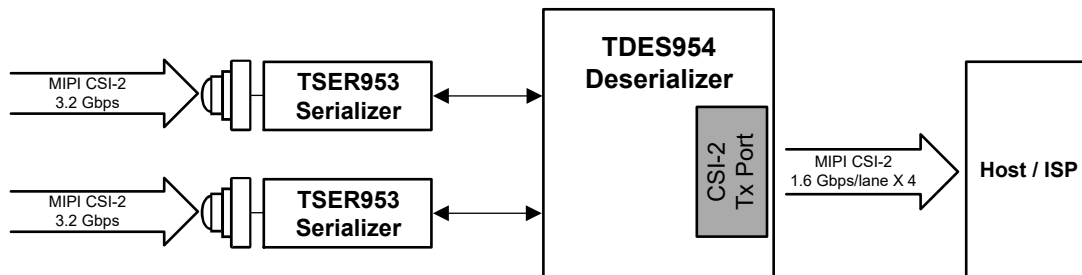 MIPI CSI-2
3.2 Gbps
TSER953
Serializer
MIPI CSI-2
3.2 Gbps
TSER953
Serializer
TDES954
Deserializer
CSI-2
Tx Port
MIPI CSI-2
1.6 Gbps/lane X 4
Host / ISP